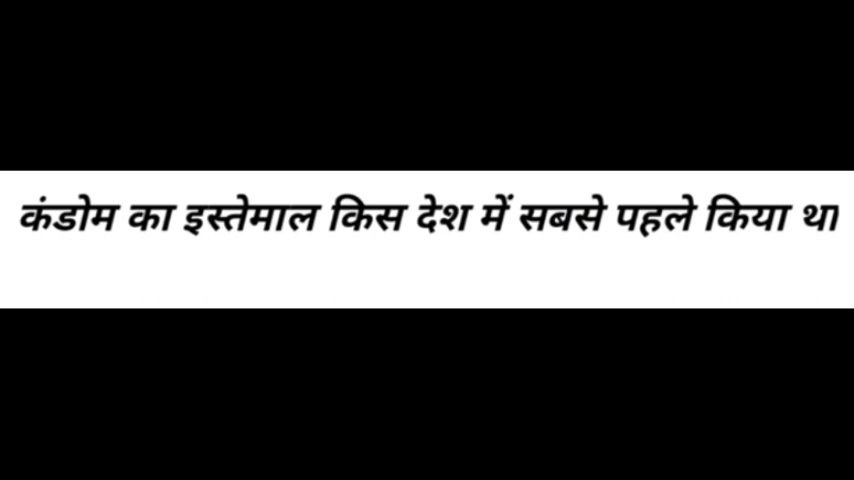 कंडोम का इस्तेमाल किस देश में सबसे पहले किया था